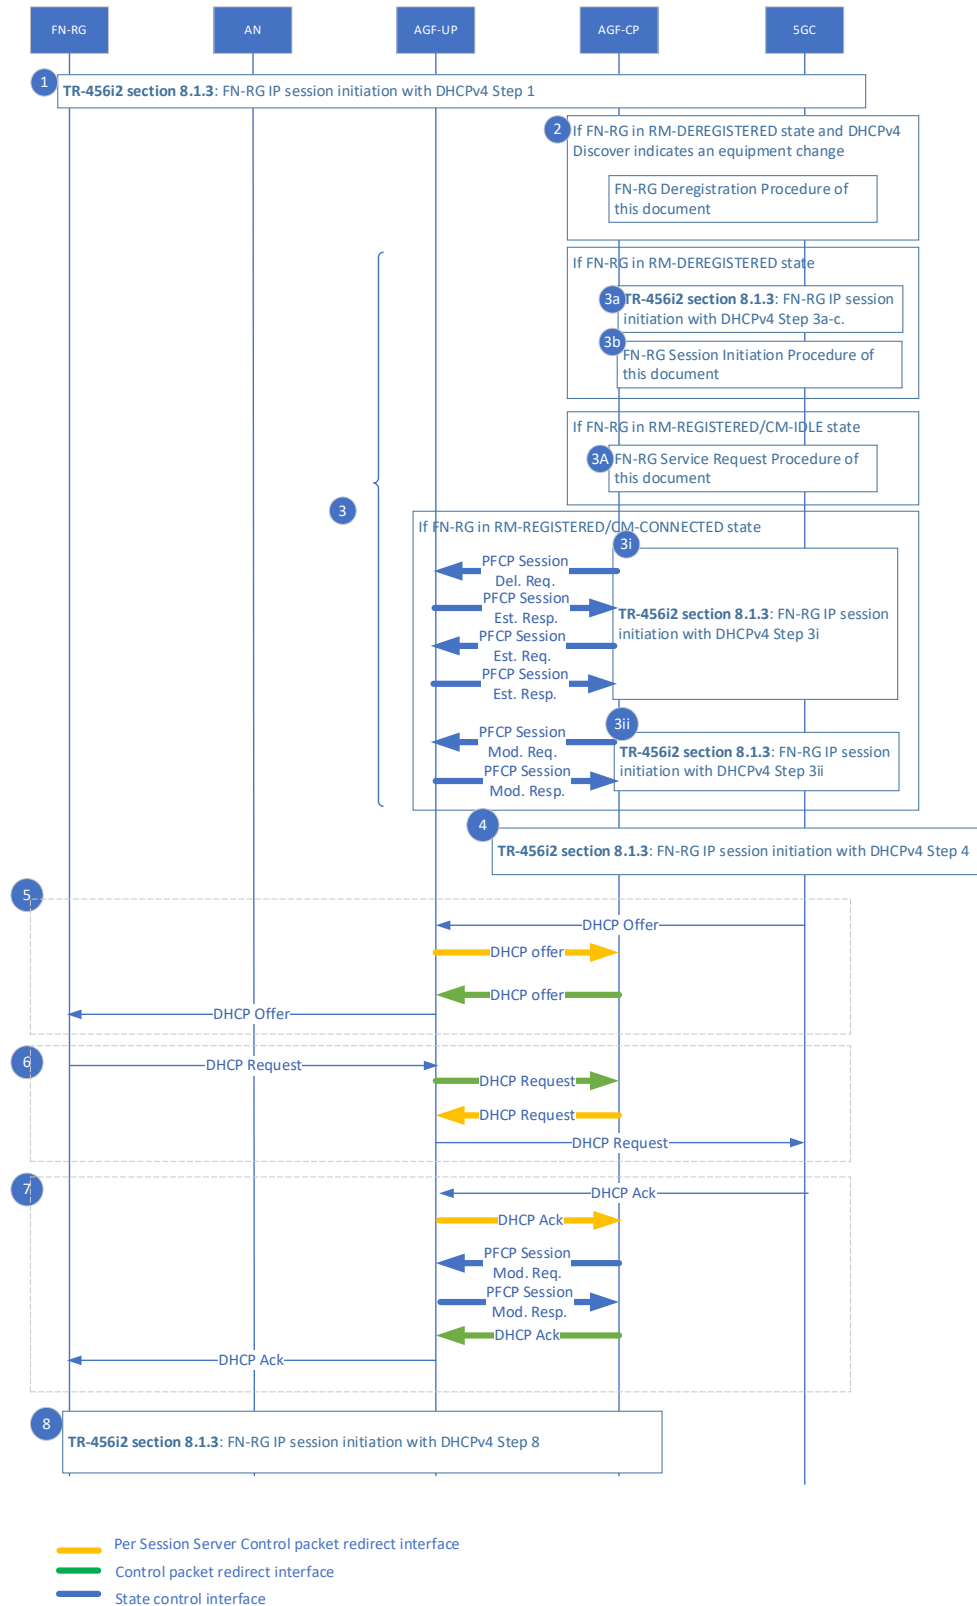 FN-RG
AN
AGF-UP
AGF-CP
5GC
1
TR-456i2 section 8.1.3: FN-RG IP session initiation with DHCPv4 Step 1
2
If FN-RG in RM-DEREGISTERED state and DHCPv4
Discover indicates an equipment change
FN-RG Deregistration Procedure of
this document
If FN-RG in RM-DEREGISTERED state
3a
TR-456i2 section 8.1.3: FN-RG IP session
initiation with DHCPv4 Step 3a-c.
3b
FN-RG Session Initiation Procedure of
this document
If FN-RG in RM-REGISTERED/CM-IDLE state
3A
FN-RG Service Request Procedure of
this document
3
If FN-RG in RM-REGISTERED/CM-CONNECTED state
3i
PFCP Session
Del. Req.
PFCP Session
Est. Resp.
TR-456i2 section 8.1.3: FN-RG IP session
initiation with DHCPv4 Step 3i
PFCP Session
Est. Req.
PFCP Session
Est. Resp.
3ii
PFCP Session
Mod. Req.
TR-456i2 section 8.1.3: FN-RG IP session
initiation with DHCPv4 Step 3ii
PFCP Session
Mod. Resp.
4
TR-456i2 section 8.1.3: FN-RG IP session initiation with DHCPv4 Step 4
5
DHCP Offer
DHCP offer
DHCP offer
DHCP Offer
6
DHCP Request
DHCP Request
DHCP Request
DHCP Request
7
DHCP Ack
DHCP Ack
PFCP Session
Mod. Req.
PFCP Session
Mod. Resp.
DHCP Ack
DHCP Ack
8
TR-456i2 section 8.1.3: FN-RG IP session initiation with DHCPv4 Step 8
Per Session Server Control packet redirect interface
Control packet redirect interface
State control interface